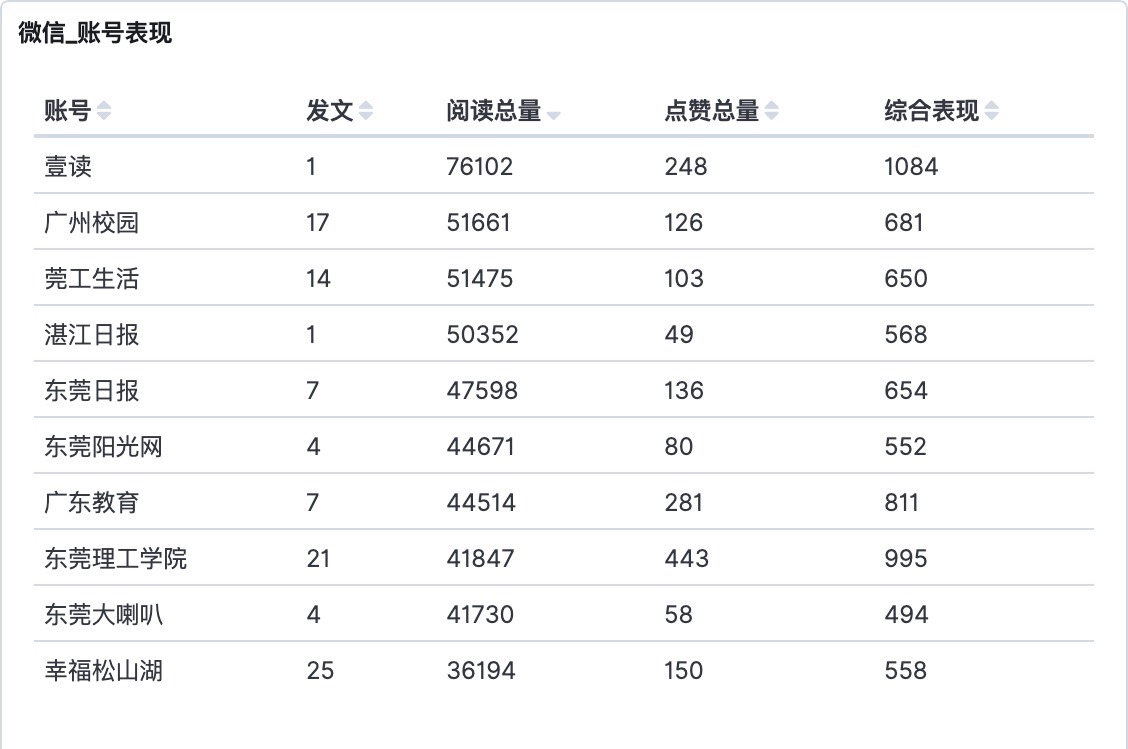 微信_账号表现
账号 发文 阅读总量 点赞总量 综合表现
壹读 1 76102 248 1084
广州校园 17 51661 126 681
莞工生活 14 51475 103 650
湛江日报 1 50352 49 568
东莞日报 7 47598 136 654
东莞阳光网 4 44671 80 552
广东教育 7 44514 281 811
东莞理工学院 21 41847 443 995
东莞大喇叭 4 41730 58 494
幸福松山湖 25 36194 150 558